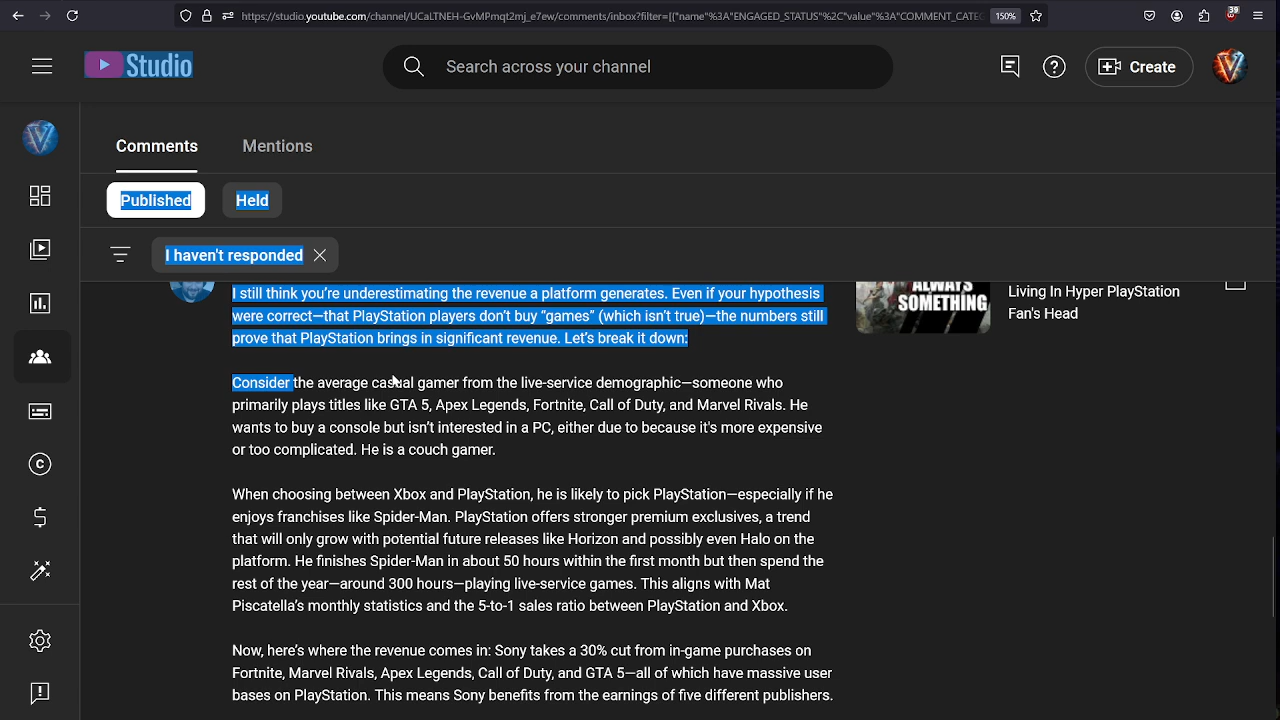 https://studio.youtube.com/channel/UCaLTNEH-GvMPmqt2mj_e7ew/comments/inbox?filter=[{"name"%3A"ENGAGED_STATUS"%2C"value"%3A"COMMENT_CATEG
150%
39
Studio
Search across your channel
Create
Comments
Mentions
Published
Held
I haven't responded
I still think you're underestimating the revenue a platform generates. Even if your hypothesis
were correct—that PlayStation players don't buy "games" (which isn't true)—the numbers still
prove that PlayStation brings in significant revenue. Let's break it down:
ALWAYS
SOMETHING
Living In Hyper PlayStation
Fan's Head
Consider the average casual gamer from the live-service demographic—someone who
primarily plays titles like GTA 5, Apex Legends, Fortnite, Call of Duty, and Marvel Rivals. He
wants to buy a console but isn't interested in a PC, either due to because it's more expensive
or too complicated. He is a couch gamer.
When choosing between Xbox and PlayStation, he is likely to pick PlayStation—especially if he
enjoys franchises like Spider-Man. PlayStation offers stronger premium exclusives, a trend
that will only grow with potential future releases like Horizon and possibly even Halo on the
platform. He finishes Spider-Man in about 50 hours within the first month but then spend the
rest of the year—around 300 hours—playing live-service games. This aligns with Mat
Piscatella's monthly statistics and the 5-to-1 sales ratio between PlayStation and Xbox.
Now, here's where the revenue comes in: Sony takes a 30% cut from in-game purchases on
Fortnite, Marvel Rivals, Apex Legends, Call of Duty, and GTA 5—all of which have massive user
bases on PlayStation. This means Sony benefits from the earnings of five different publishers.